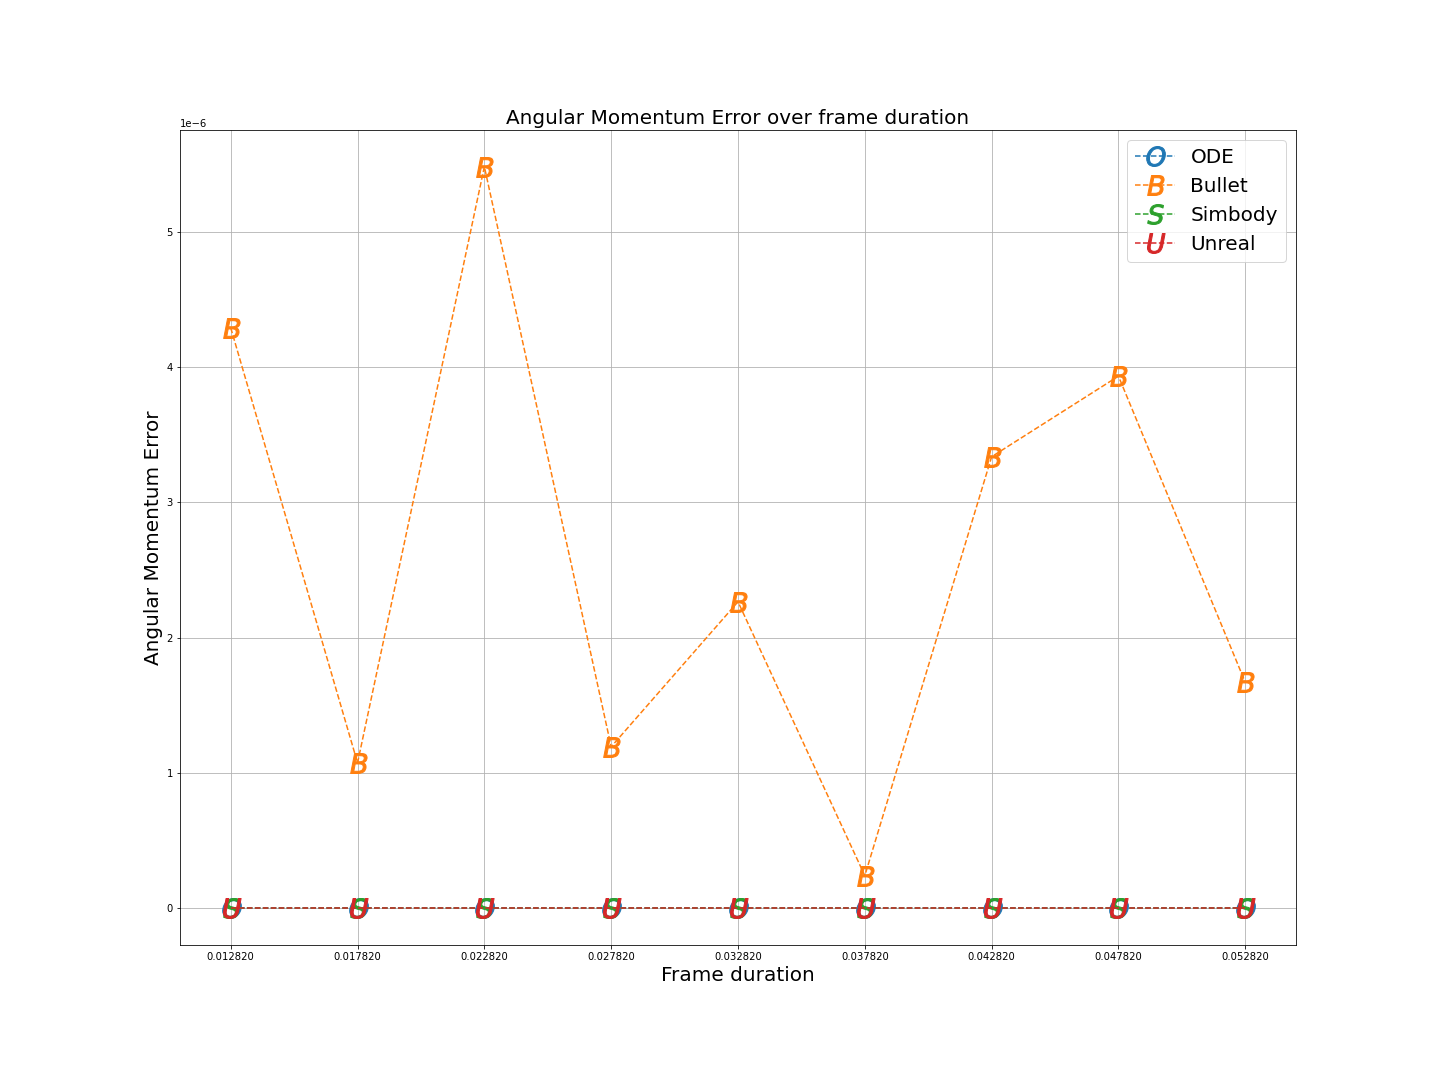 Angular Momentum Error over frame duration
1e−6
ODE
Bullet
Simbody
Unreal
Angular Momentum Error
5
4
3
2
1
0
B
B
B
B
B
B
B
B
B
U
U
U
U
U
U
U
U
U
0.012820 0.017820 0.022820 0.027820 0.032820 0.037820 0.042820 0.047820 0.052820
Frame duration